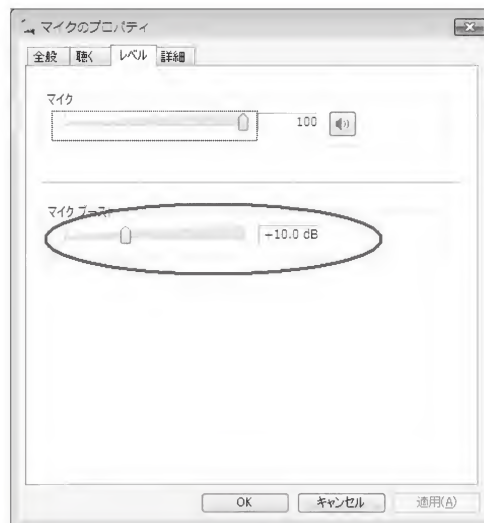 マイクのプロパティ
全般 聴く レベル 詳細
マイク
100
マイク ブースト
+10.0 dB
OK キャンセル 適用(A)